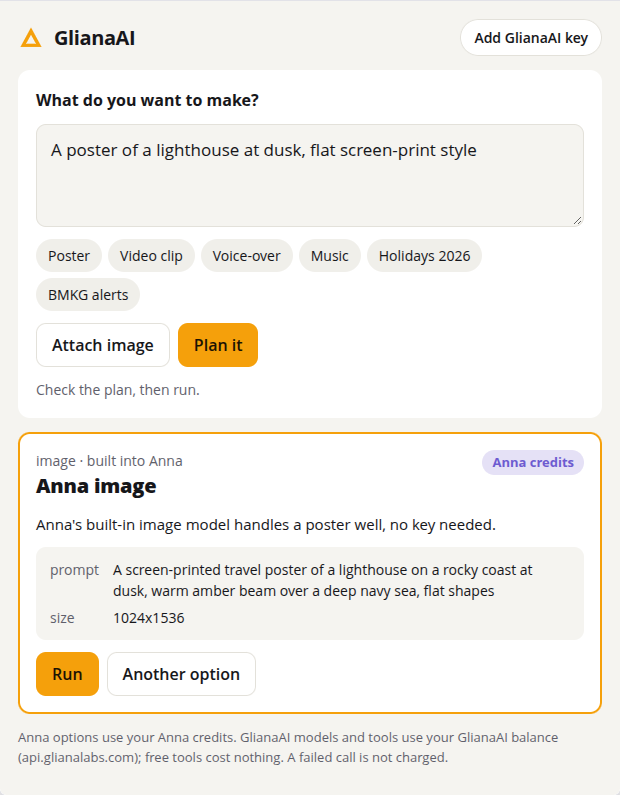 GlianaAI
Add GlianaAI key
What do you want to make?
A poster of a lighthouse at dusk, flat screen-print style
Poster
Video clip
Voice-over
Music
Holidays 2026
BMKG alerts
Attach image
Plan it
Check the plan, then run.
image · built into Anna
Anna credits
Anna image
Anna's built-in image model handles a poster well, no key needed.
prompt A screen-printed travel poster of a lighthouse on a rocky coast at
dusk, warm amber beam over a deep navy sea, flat shapes
size 1024x1536
Run
Another option
Anna options use your Anna credits. GlianaAI models and tools use your GlianaAI balance
(api.glianalabs.com); free tools cost nothing. A failed call is not charged.